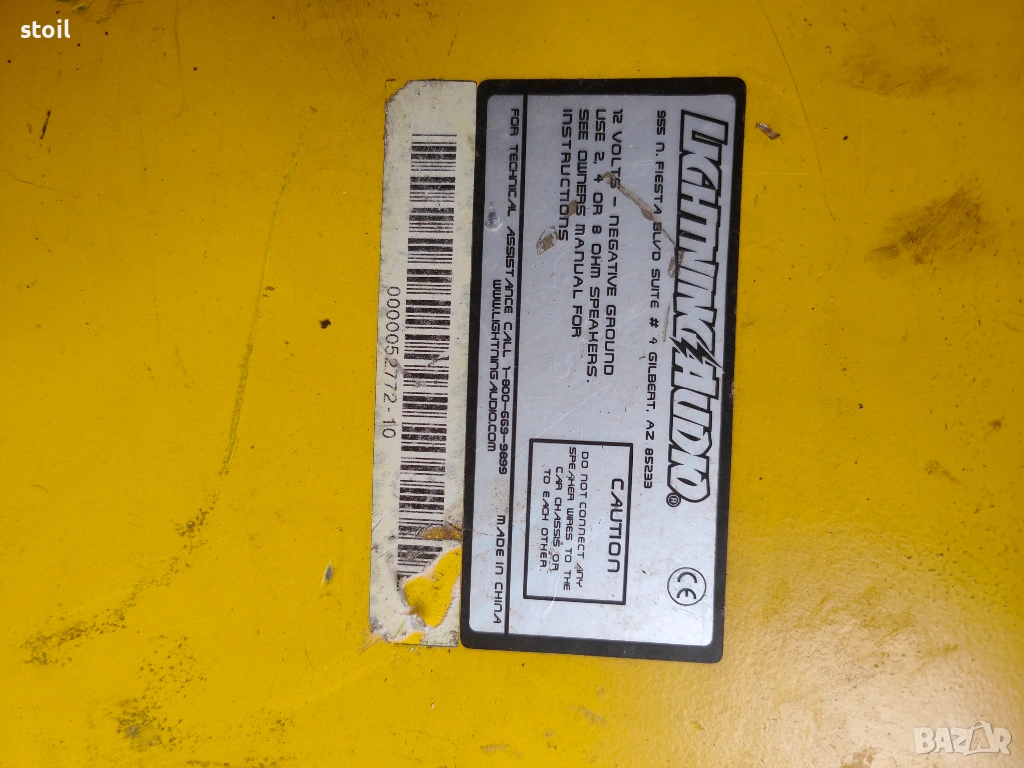 stoil
LIGHTNING AUDIO®
955 N. FIESTA BLVD SUITE # 4 GILBERT, AZ 85233
12 VOLTS - NEGATIVE GROUND
USE 2, 4 OR 8 OHM SPEAKERS.
SEE OWNERS MANUAL FOR
INSTRUCTIONS
CAUTION
DO NOT CONNECT ANY
SPEAKER WIRES TO THE
CAR CHASSIS OR
TO EACH OTHER.
CE
FOR TECHNICAL ASSISTANCE CALL 1-800-669-9899 MADE IN CHINA
WWW.LIGHTNINGAUDIO.COM
0000052772-10
BAZAR